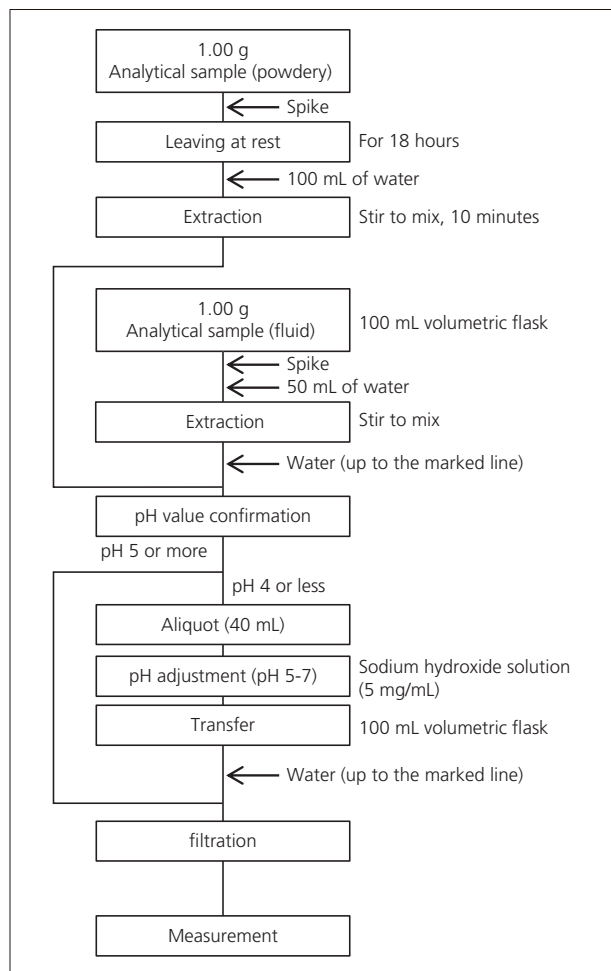 1.00 g
Analytical sample (powdery)
Spike
Leaving at rest
For 18 hours
100 mL of water
Extraction
Stir to mix, 10 minutes
1.00 g
Analytical sample (fluid)
100 mL volumetric flask
Spike
50 mL of water
Extraction
Stir to mix
Water (up to the marked line)
pH value confirmation
pH 5 or more
pH 4 or less
Aliquot (40 mL)
pH adjustment (pH 5-7)
Sodium hydroxide solution
(5 mg/mL)
Transfer
100 mL volumetric flask
Water (up to the marked line)
filtration
Measurement